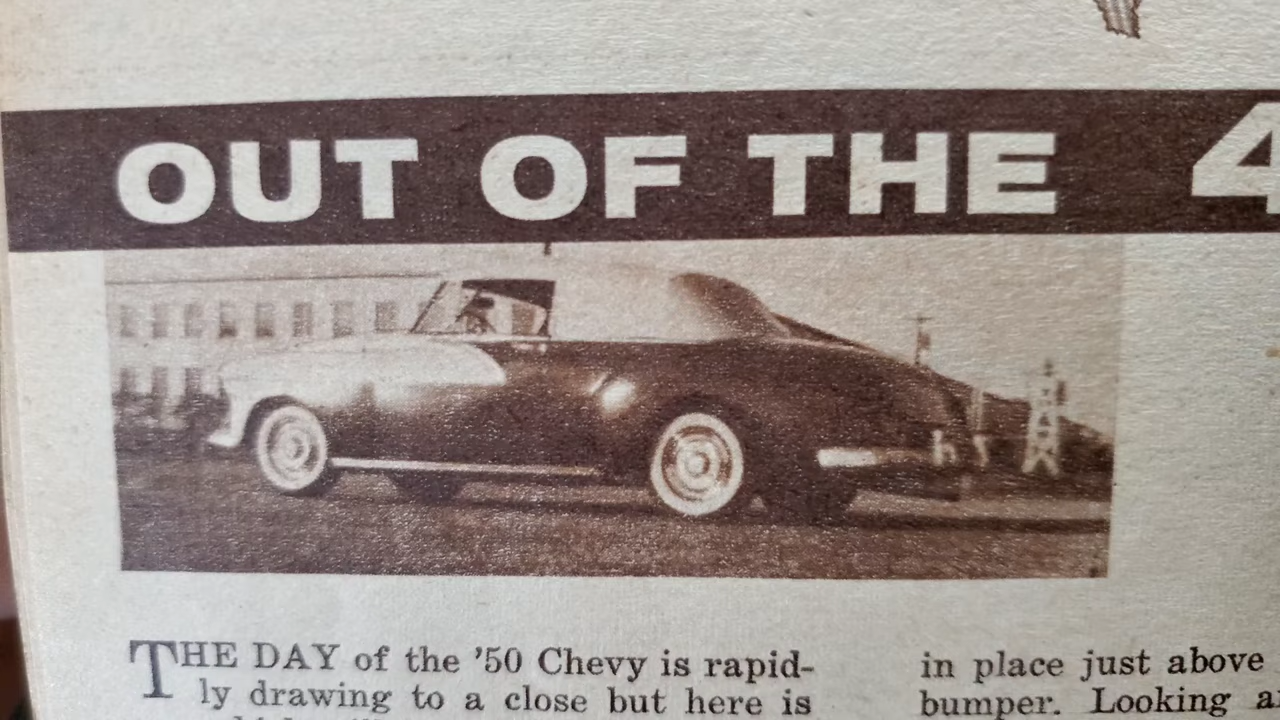 OUT OF THE 4
THE DAY of the '50 Chevy is rapid-
ly drawing to a close but here is
in place just above
bumper. Looking